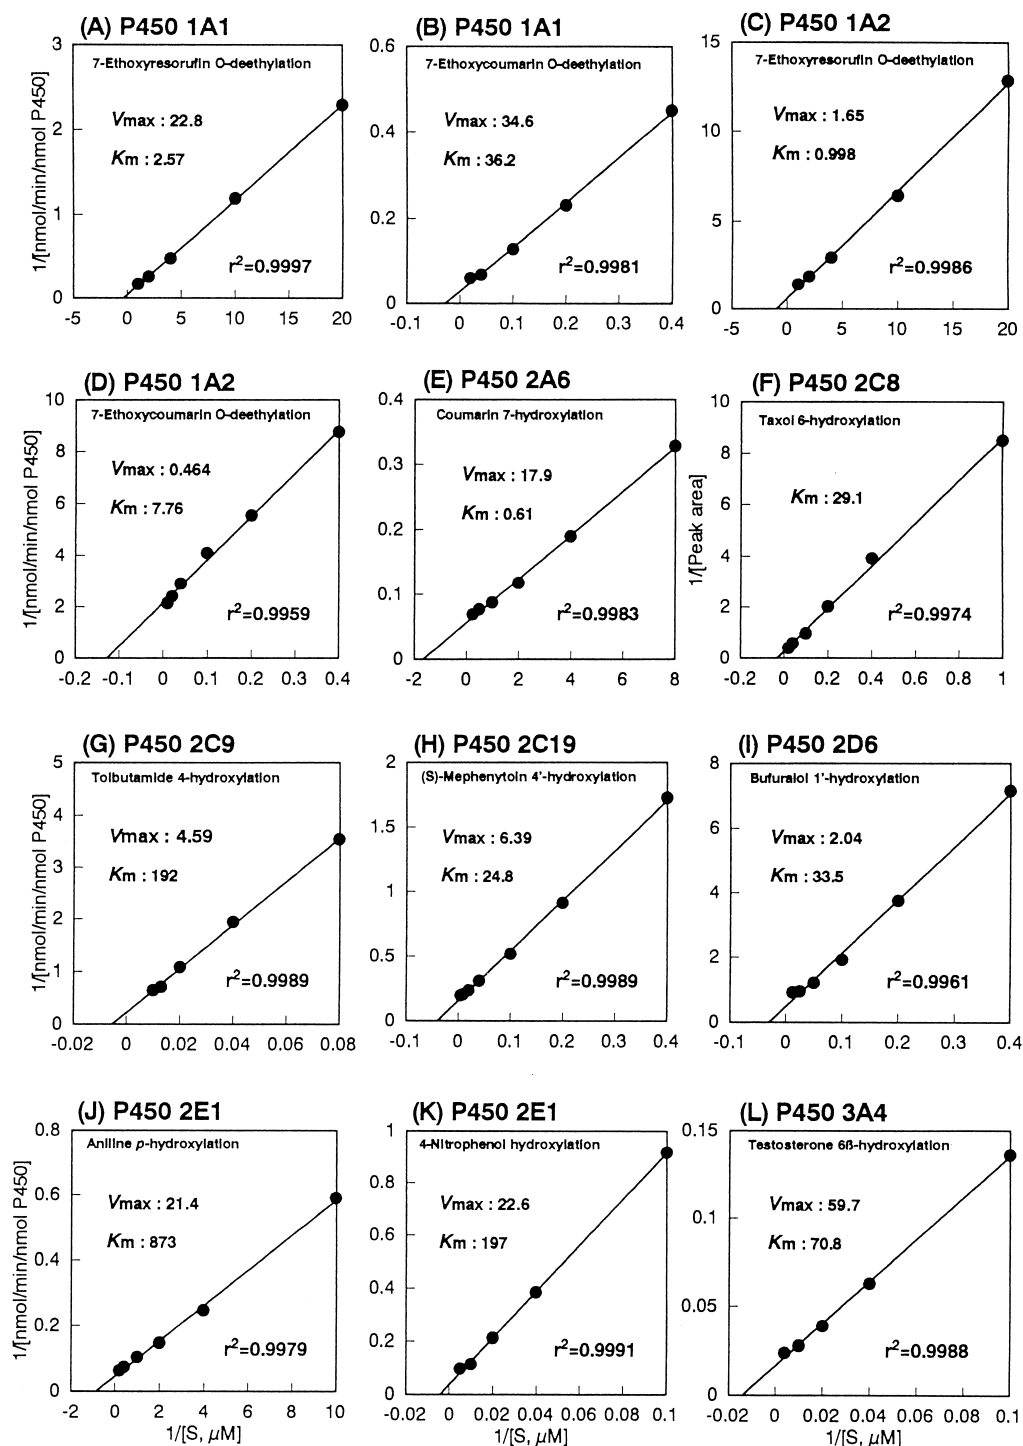 (A) P450 1A1
7-Ethoxyresorufin O-deethylation
Vmax : 22.8
Km : 2.57
r²=0.9997
1/[nmol/min/nmol P450]
3
2
1
0
-5 0 5 10 15 20
(B) P450 1A1
7-Ethoxycoumarin O-deethylation
Vmax : 34.6
Km : 36.2
r²=0.9981
0.6
0.4
0.2
0
-0.1 0 0.1 0.2 0.3 0.4
(C) P450 1A2
7-Ethoxyresorufin O-deethylation
Vmax : 1.65
Km : 0.998
r²=0.9986
15
10
5
0
-5 0 5 10 15 20
(D) P450 1A2
7-Ethoxycoumarin O-deethylation
Vmax : 0.464
Km : 7.76
r²=0.9959
1/[nmol/min/nmol P450]
10
8
6
4
2
0
-0.2 -0.1 0 0.1 0.2 0.3 0.4
(E) P450 2A6
Coumarin 7-hydroxylation
Vmax : 17.9
Km : 0.61
r²=0.9983
0.4
0.3
0.2
0.1
0
-2 0 2 4 6 8
(F) P450 2C8
Taxol 6-hydroxylation
Km : 29.1
r²=0.9974
1/[Peak area]
10
8
6
4
2
0
-0.2 0 0.2 0.4 0.6 0.8 1
(G) P450 2C9
Tolbutamide 4-hydroxylation
Vmax : 4.59
Km : 192
r²=0.9989
1/[nmol/min/nmol P450]
5
4
3
2
1
0
-0.02 0 0.02 0.04 0.06 0.08
(H) P450 2C19
(S)-Mephenytoin 4'-hydroxylation
Vmax : 6.39
Km : 24.8
r²=0.9989
2
1.5
1
0.5
0
-0.1 0 0.1 0.2 0.3 0.4
(I) P450 2D6
Bufuralol 1'-hydroxylation
Vmax : 2.04
Km : 33.5
r²=0.9961
8
6
4
2
0
-0.1 0 0.1 0.2 0.3 0.4
(J) P450 2E1
Aniline p-hydroxylation
Vmax : 21.4
Km : 873
r²=0.9979
1/[nmol/min/nmol P450]
0.8
0.6
0.4
0.2
0
-2 0 2 4 6 8 10
1/[S, μM]
(K) P450 2E1
4-Nitrophenol hydroxylation
Vmax : 22.6
Km : 197
r²=0.9991
1
0.8
0.6
0.4
0.2
0
-0.02 0 0.02 0.04 0.06 0.08 0.1
1/[S, μM]
(L) P450 3A4
Testosterone 6ß-hydroxylation
Vmax : 59.7
Km : 70.8
r²=0.9988
0.15
0.1
0.05
0
-0.02 0 0.02 0.04 0.06 0.08 0.1
1/[S, μM]